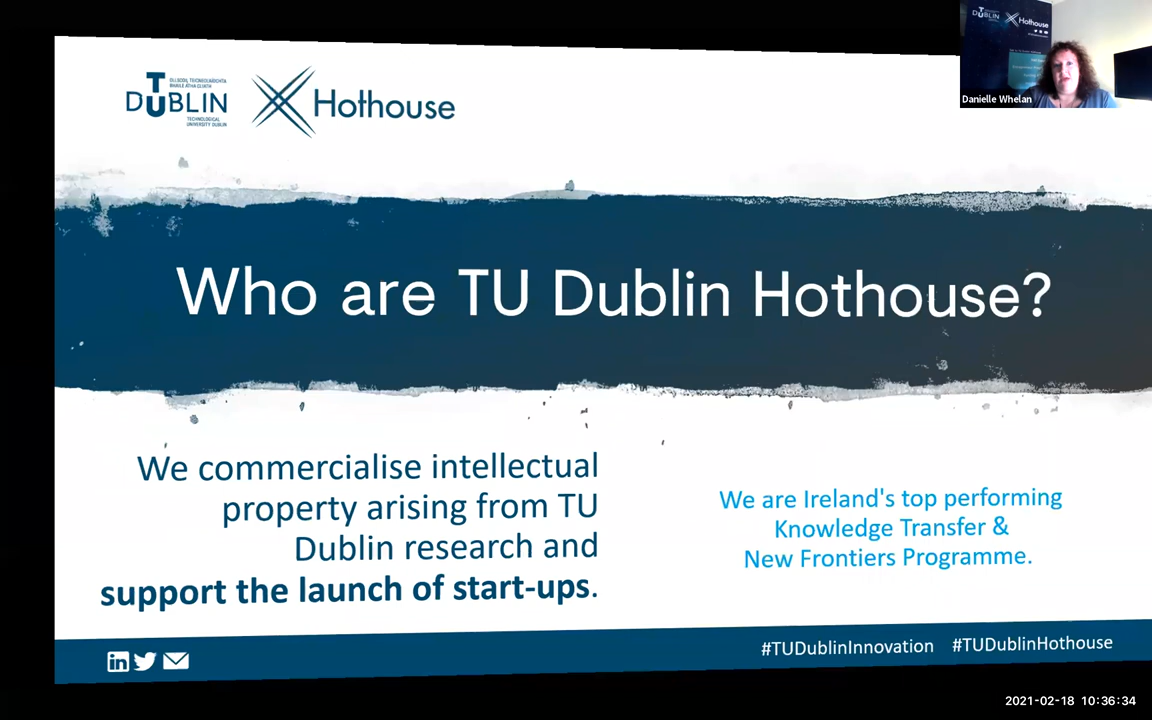 TU DUBLIN
OLLSCOIL TEICNEOLAÍOCHTA
BHAILE ÁTHA CLIATH
TECHNOLOGICAL
UNIVERSITY DUBLIN
Hothouse
DUBLIN
Hothouse
Danielle Whelan
Who are TU Dublin Hothouse?
We commercialise intellectual
property arising from TU
Dublin research and
support the launch of start-ups.
We are Ireland's top performing
Knowledge Transfer &
New Frontiers Programme.
in
#TUDublinInnovation #TUDublinHothouse
2021-02-18 10:36:34